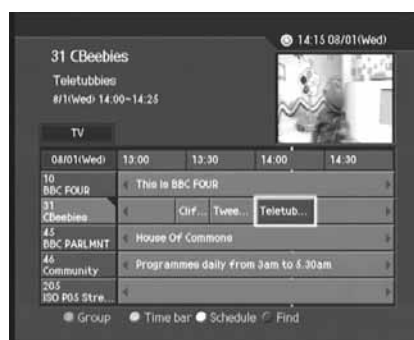 14:15 08/01(Wed)
31 CBeebies
Teletubbies
8/1(Wed) 14:00~14:25
TV
08/01(Wed) 13:00 13:30 14:00 14:30
10
BBC FOUR
This Is BBC FOUR
31
CBeebies
Clif... Twee... Teletub...
45
BBC PARLMNT
House Of Commons
46
Community
Programmes daily from 3am to 6.30am
205
ISO P05 Stre...
Group Time bar Schedule Find